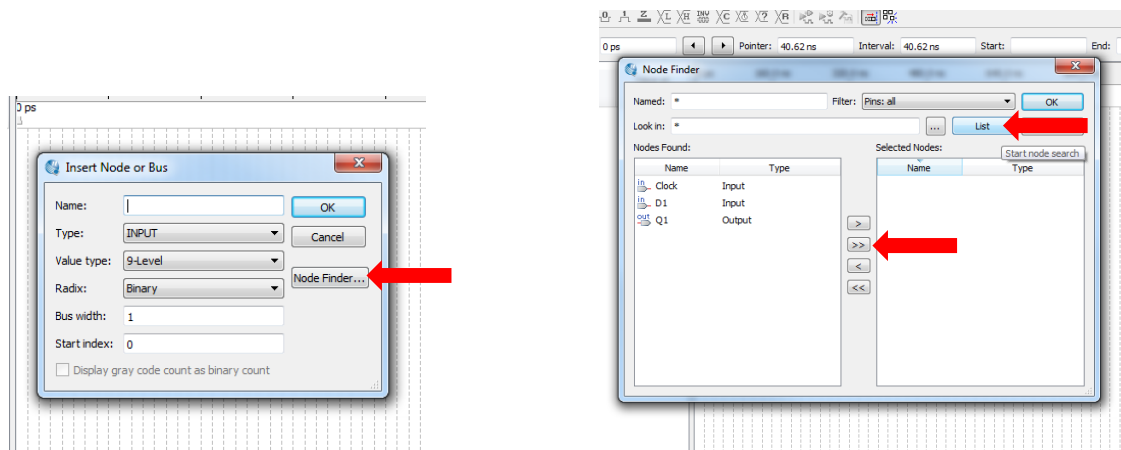 0 ps
Insert Node or Bus
Name:
OK
Type:
INPUT
Cancel
Value type:
9-Level
Node Finder...
Radix:
Binary
Bus width:
1
Start index:
0
Display gray code count as binary count
0 ps
Pointer:
40.62 ns
Interval:
40.62 ns
Start:
End:
Node Finder
Named:
*
Filter:
Pins: all
OK
Look in:
*
...
List
Nodes Found:
Selected Nodes:
Start node search
Name
Type
Name
Type
in
Clock
Input
in
D1
Input
out
Q1
Output
>
>>
<
<<